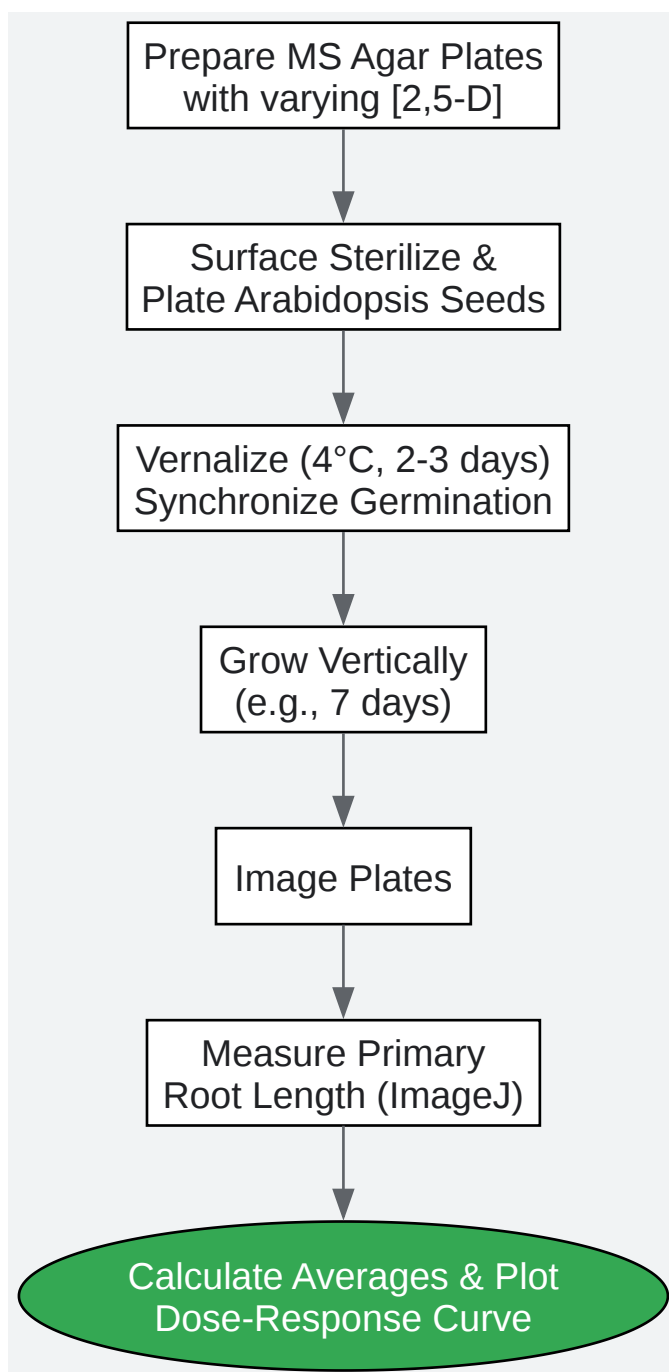 Prepare MS Agar Plates
with varying [2,5-D]
Surface Sterilize &
Plate Arabidopsis Seeds
Vernalize (4°C, 2-3 days)
Synchronize Germination
Grow Vertically
(e.g., 7 days)
Image Plates
Measure Primary
Root Length (ImageJ)
Calculate Averages & Plot
Dose-Response Curve